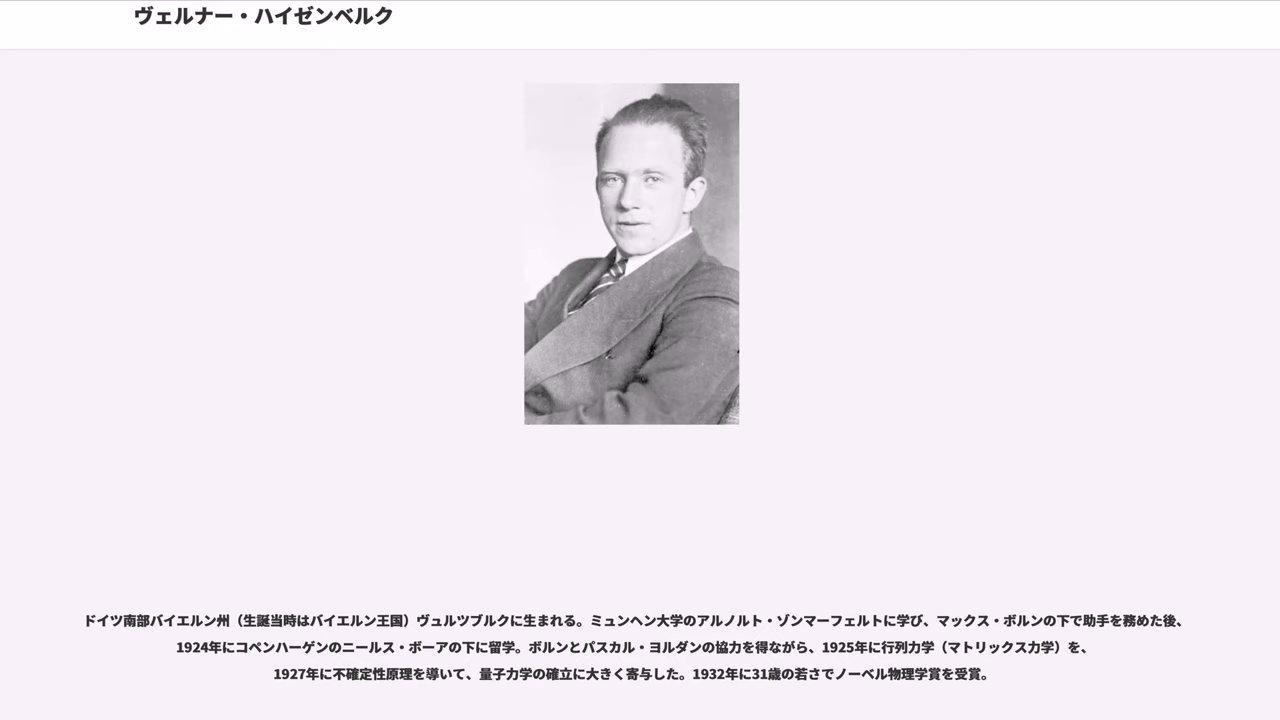 ヴェルナー・ハイゼンベルク
ドイツ南部バイエルン州（生誕当時はバイエルン王国）ヴュルツブルクに生まれる。ミュンヘン大学のアルノルト・ゾンマーフェルトに学び、マックス・ボルンの下で助手を務めた後、
1924年にコペンハーゲンのニールス・ボーアの下に留学。ボルンとパスカル・ヨルダンの協力を得ながら、1925年に行列力学（マトリックス力学）を、
1927年に不確定性原理を導いて、量子力学の確立に大きく寄与した。1932年に31歳の若さでノーベル物理学賞を受賞。